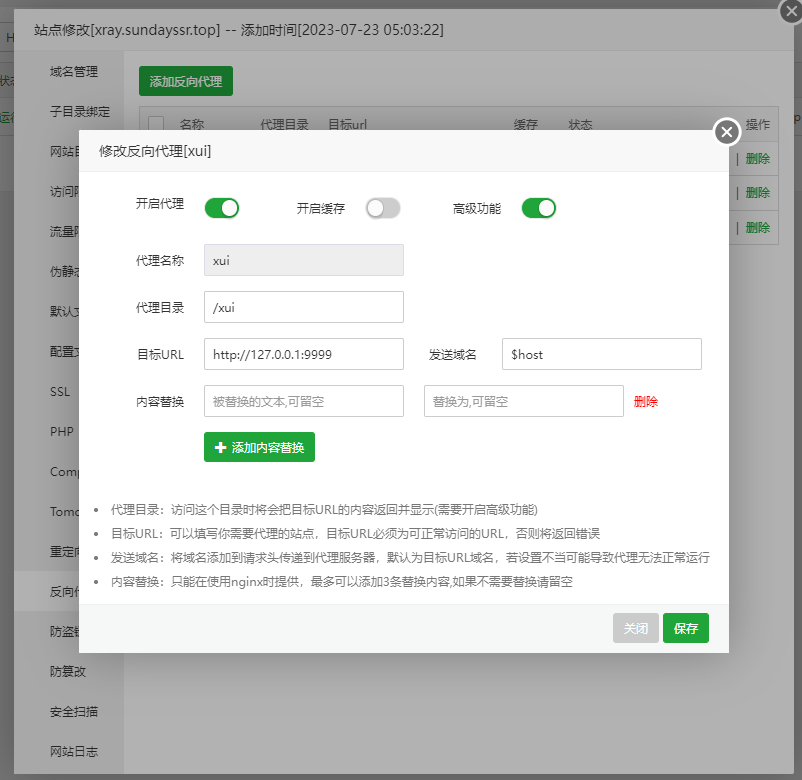 站点修改[xray.sundayssr.top] -- 添加时间[2023-07-23 05:03:22]
域名管理
添加反向代理
子目录绑定
名称 代理目录 目标url 缓存 状态 操作
网站目
修改反向代理[xui]
| 删除
访问限
开启代理 开启缓存 高级功能
| 删除
流量限
| 删除
伪静态
代理名称 xui
默认文
代理目录 /xui
配置文
目标URL http://127.0.0.1:9999 发送域名 $host
SSL
内容替换 被替换的文本,可留空 替换为,可留空 删除
PHP
添加内容替换
Comp
Tomc
代理目录：访问这个目录时将会把目标URL的内容返回并显示(需要开启高级功能)
目标URL：可以填写你需要代理的站点，目标URL必须为可正常访问的URL，否则将返回错误
重定向
发送域名：将域名添加到请求头传递到代理服务器，默认为目标URL域名，若设置不当可能导致代理无法正常运行
内容替换：只能在使用nginx时提供，最多可以添加3条替换内容,如果不需要替换请留空
反向代
关闭 保存
防盗链
防篡改
安全扫描
网站日志